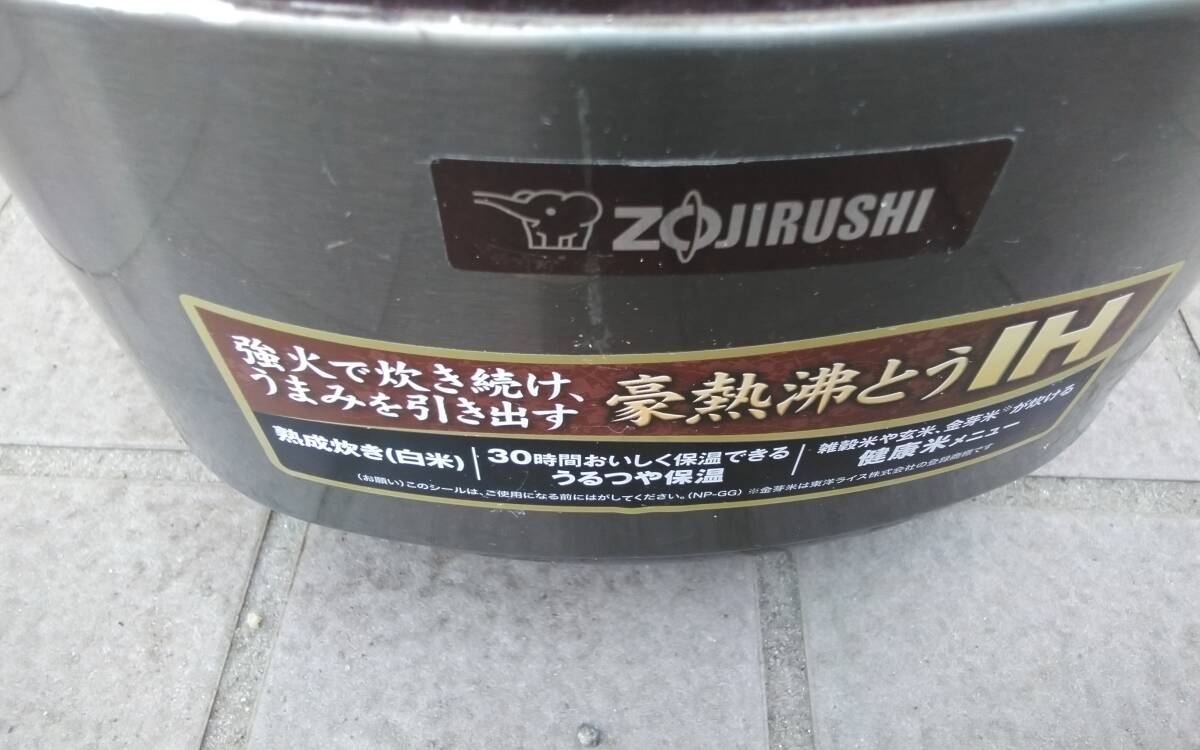 ZOJIRUSHI
強火で炊き続け、
うまみを引き出す
豪熱沸とうIH
熟成炊き(白米)
30時間おいしく保温できる
うるつや保温
雑穀米や玄米、金芽米※が炊ける
健康米メニュー
(お願い)このシールは、ご使用になる前にはがしてください。(NP-GG) ※金芽米は東洋ライス株式会社の登録商標です